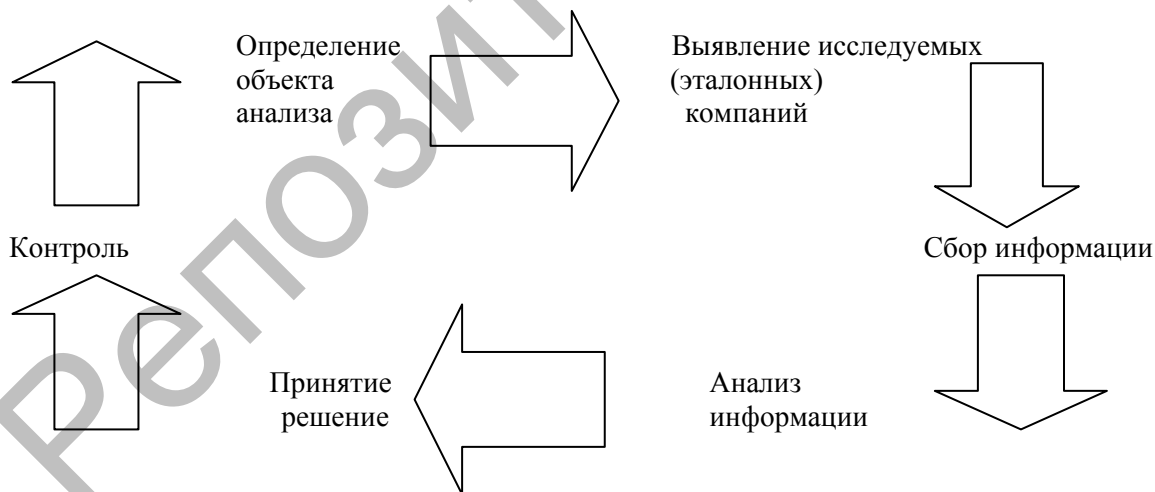 Определение
объекта
анализа
Выявление исследуемых
(эталонных)
компаний
Контроль
Сбор информации
Принятие
решение
Анализ
информации